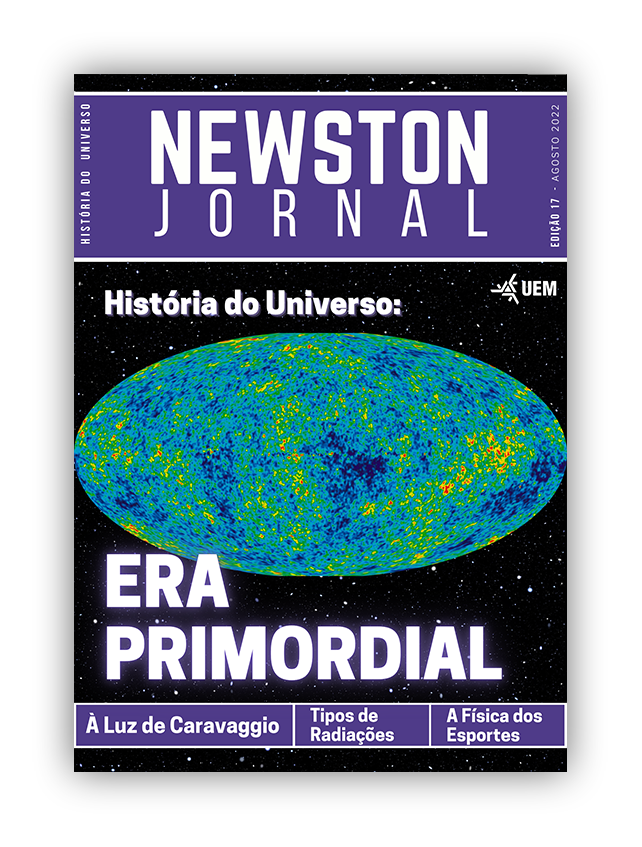 HISTÓRIA DO UNIVERSO
NEWSTON
JORNAL
EDIÇÃO 17 - AGOSTO 2022
UEM
História do Universo:
ERA
PRIMORDIAL
À Luz de Caravaggio
Tipos de
Radiações
A Física dos
Esportes